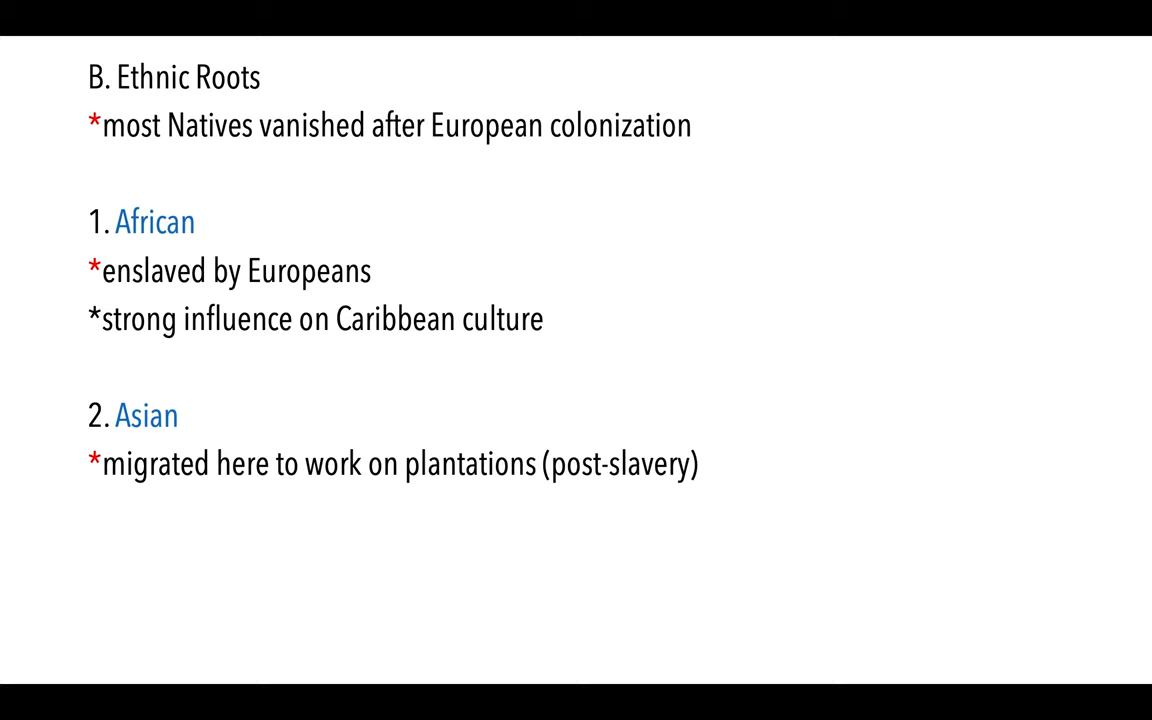 B. Ethnic Roots
*most Natives vanished after European colonization
1. African
*enslaved by Europeans
*strong influence on Caribbean culture
2. Asian
*migrated here to work on plantations (post-slavery)